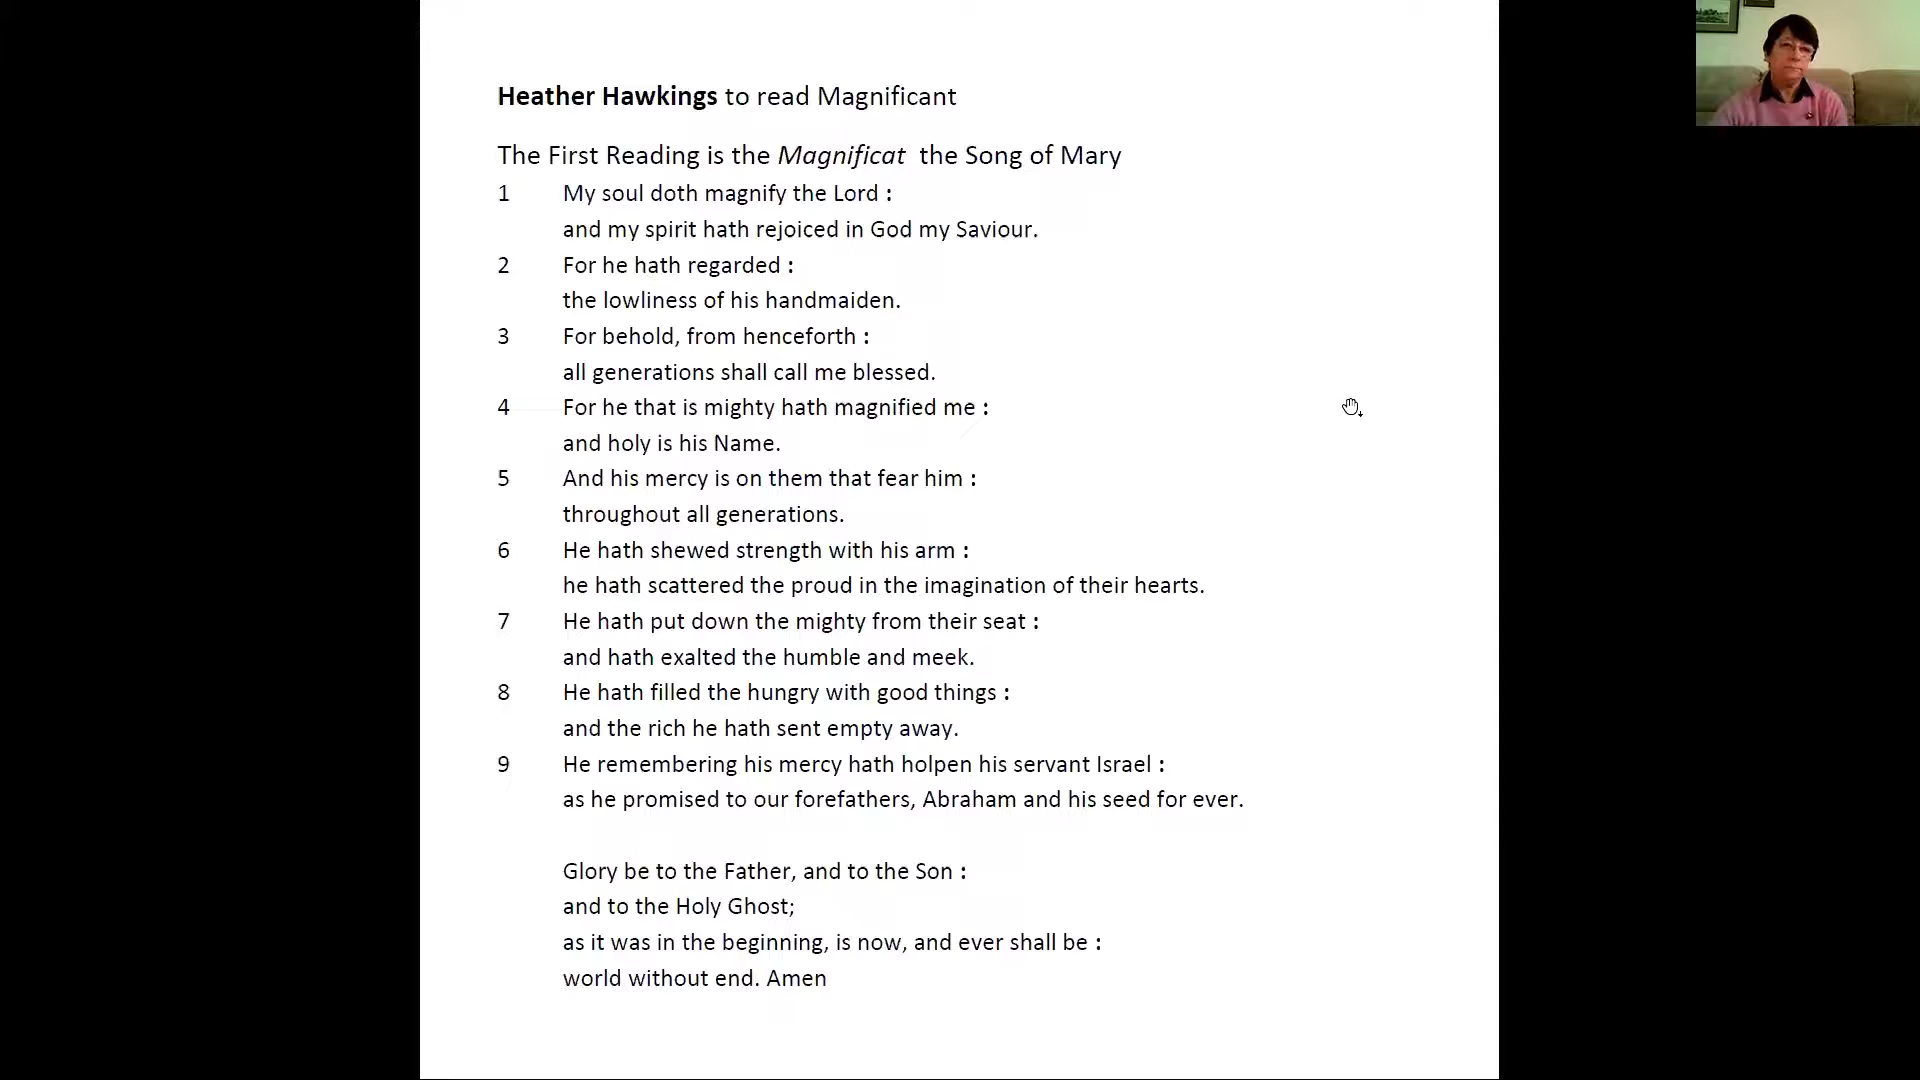 Heather Hawkings to read Magnificant
The First Reading is the Magnificat the Song of Mary
1 My soul doth magnify the Lord :
and my spirit hath rejoiced in God my Saviour.
2 For he hath regarded :
the lowliness of his handmaiden.
3 For behold, from henceforth :
all generations shall call me blessed.
4 For he that is mighty hath magnified me :
and holy is his Name.
5 And his mercy is on them that fear him :
throughout all generations.
6 He hath shewed strength with his arm :
he hath scattered the proud in the imagination of their hearts.
7 He hath put down the mighty from their seat :
and hath exalted the humble and meek.
8 He hath filled the hungry with good things :
and the rich he hath sent empty away.
9 He remembering his mercy hath holpen his servant Israel :
as he promised to our forefathers, Abraham and his seed for ever.
Glory be to the Father, and to the Son :
and to the Holy Ghost;
as it was in the beginning, is now, and ever shall be :
world without end. Amen